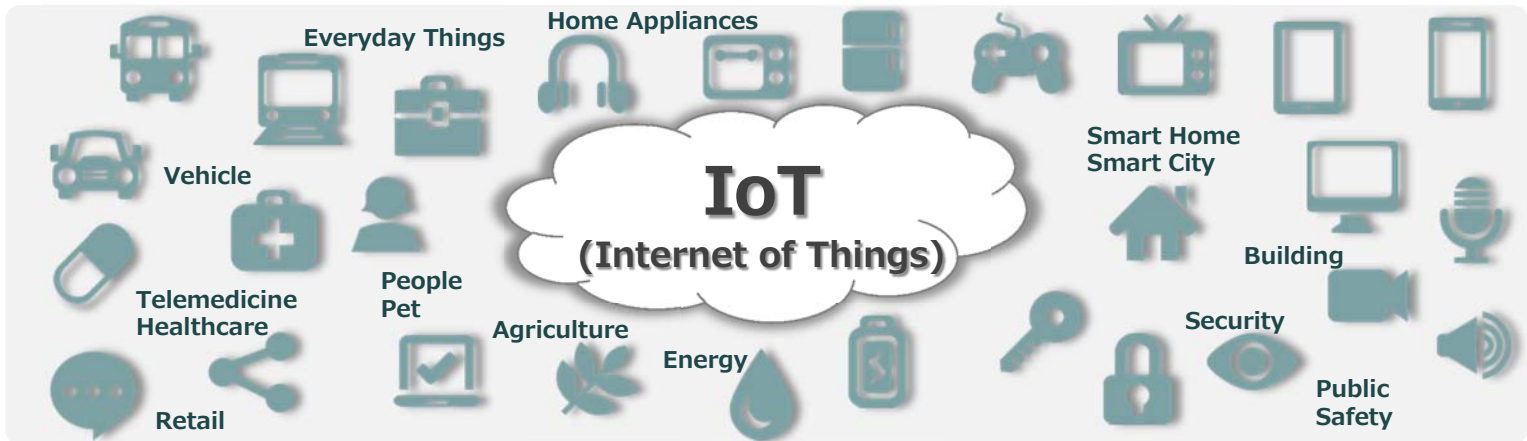 Home Appliances
Everyday Things
Smart Home
Smart City
Vehicle
IoT
(Internet of Things)
Building
People
Pet
Telemedicine
Healthcare
Agriculture
Security
Energy
Public
Safety
Retail